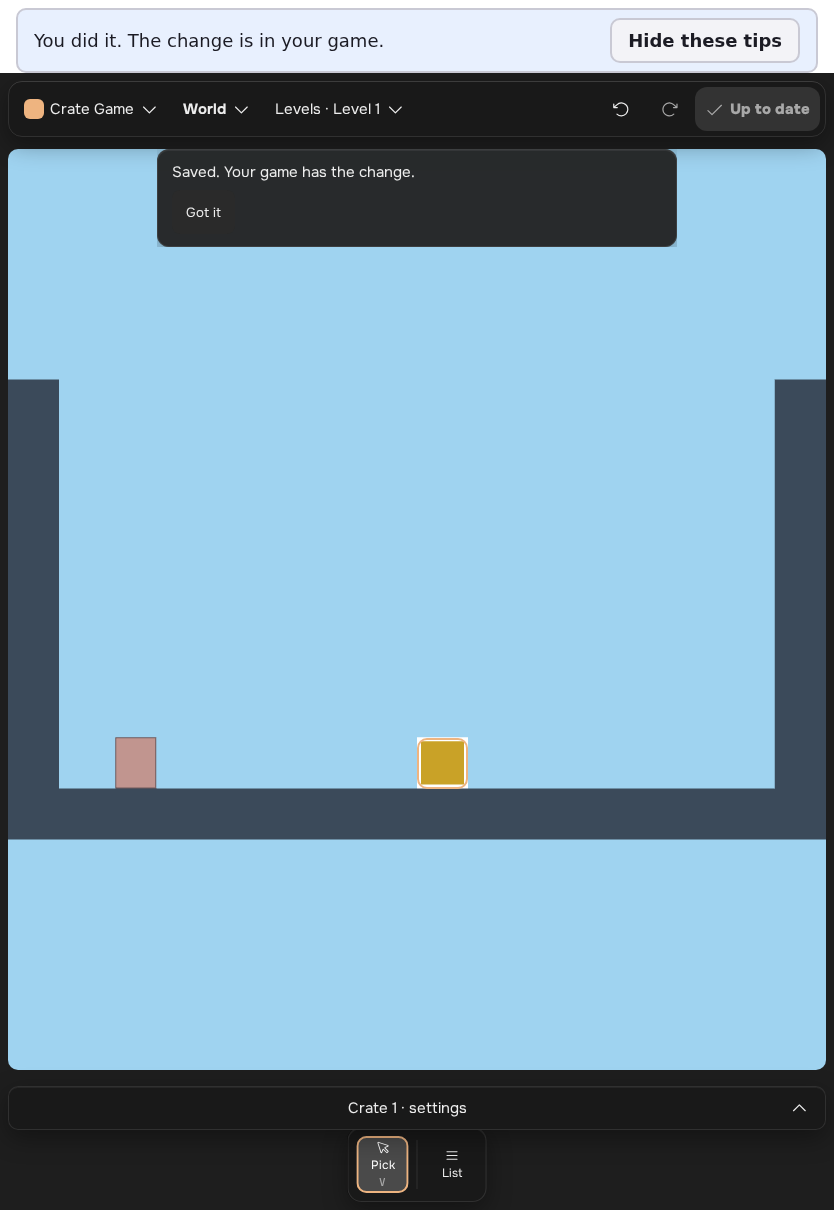 You did it. The change is in your game.
Hide these tips
Crate Game
World
Levels · Level 1
Up to date
Saved. Your game has the change.
Got it
Crate 1 · settings
Pick
V
List